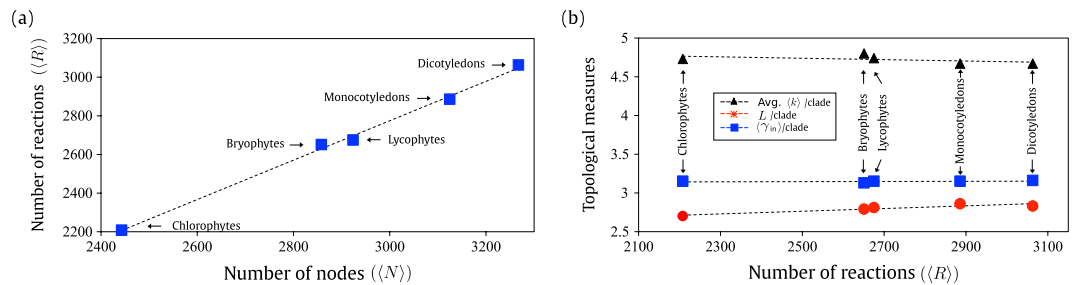 (a)
Number of reactions (⟨R⟩)
3200
3000
2800
2600
2400
2200
2400
2600
2800
3000
3200
Number of nodes (⟨N⟩)
Dicotyledons
Monocotyledons
Bryophytes
Lycophytes
Chlorophytes
(b)
Topological measures
5
4.5
4
3.5
3
2.5
2100
2300
2500
2700
2900
3100
Number of reactions (⟨R⟩)
Chlorophytes
Bryophytes
Lycophytes
Monocotyledons
Dicotyledons
Avg. ⟨k⟩ /clade
L /clade
⟨γin⟩/clade